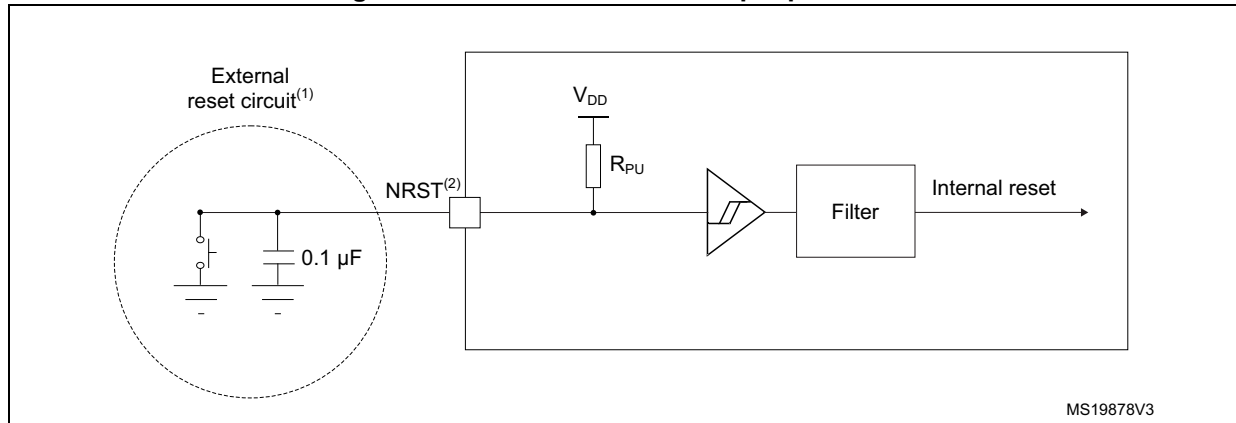 External
reset circuit(1)
VDD
RPU
NRST(2)
Filter
Internal reset
0.1 µF
MS19878V3